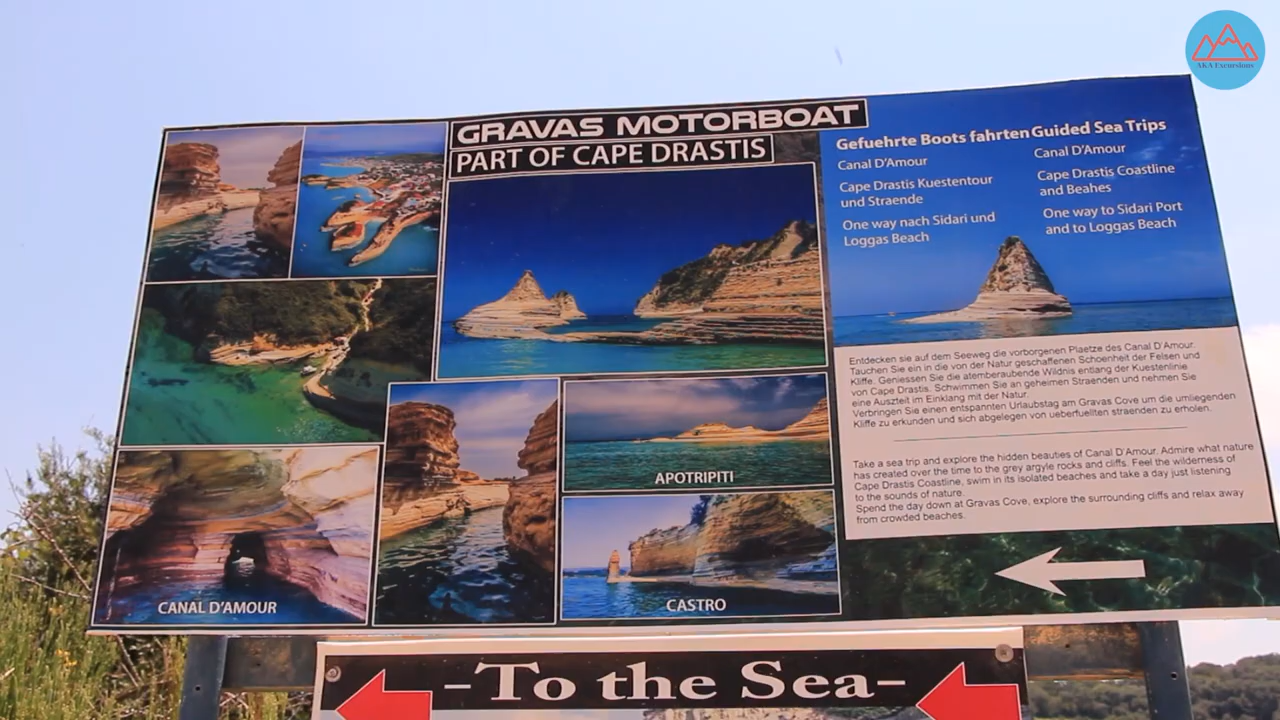 AKA Excursions
GRAVAS MOTORBOAT
PART OF CAPE DRASTIS
Gefuehrte Boots fahrten
Canal D'Amour
Cape Drastis Kuestentour
und Straende
One way nach Sidari und
Loggas Beach
Guided Sea Trips
Canal D'Amour
Cape Drastis Coastline
and Beahes
One way to Sidari Port
and to Loggas Beach
Entdecken sie auf dem Seeweg die vorborgenen Plaetze des Canal D'Amour.
Tauchen Sie ein in die von der Natur geschaffenen Schoenheit der Felsen und
Kliffe. Geniessen Sie die atemberaubende Wildnis entlang der Kuestenlinie
von Cape Drastis. Schwimmen Sie an geheimen Straenden und nehmen Sie
eine Auszteit im Einklang mit der Natur.
Verbringen Sie einen entspannten Urlaubstag am Gravas Cove um die umliegenden
Kliffe zu erkunden und sich abgelegen von ueberfuellten straenden zu erholen.
Take a sea trip and explore the hidden beauties of Canal D'Amour. Admire what nature
has created over the time to the grey argyle rocks and cliffs. Feel the wilderness of
Cape Drastis Coastline, swim in its isolated beaches and take a day just listening
to the sounds of nature.
Spend the day down at Gravas Cove, explore the surrounding cliffs and relax away
from crowded beaches.
APOTRIPITI
CASTRO
CANAL D'AMOUR
-To the Sea-